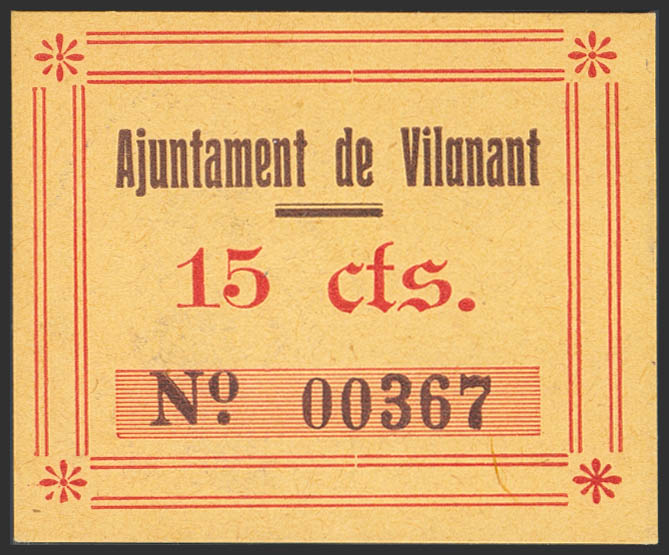 Ajuntament de Vilanant
15 cts.
Nº 00367